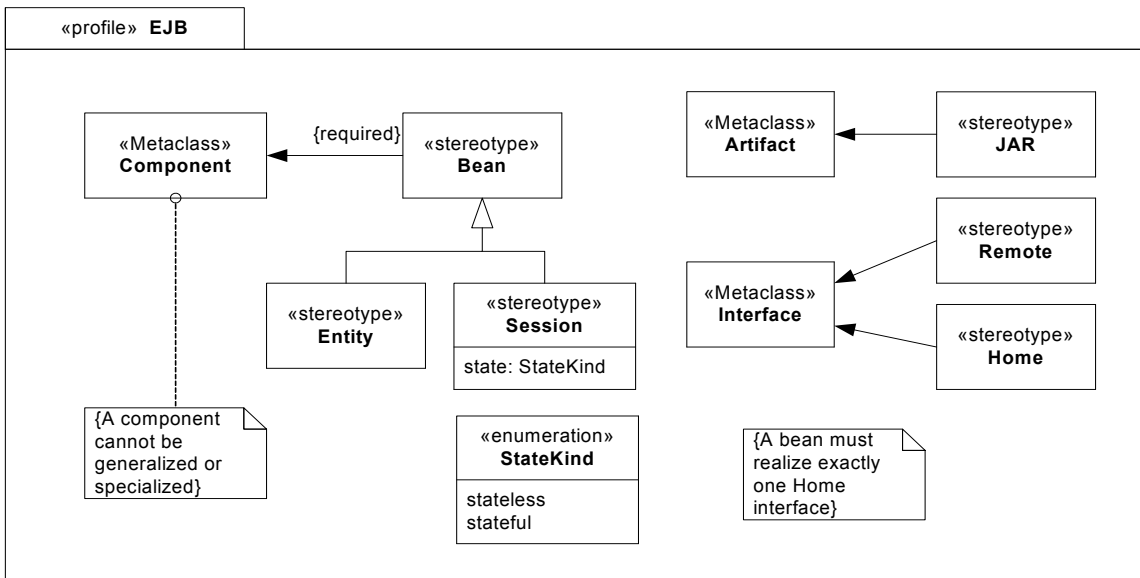 «profile» EJB
«Metaclass»
Component
{required}
«stereotype»
Bean
«Metaclass»
Artifact
«stereotype»
JAR
«stereotype»
Remote
«Metaclass»
Interface
«stereotype»
Home
«stereotype»
Entity
«stereotype»
Session
state: StateKind
{A component
cannot be
generalized or
specialized}
«enumeration»
StateKind
stateless
stateful
{A bean must
realize exactly
one Home
interface}